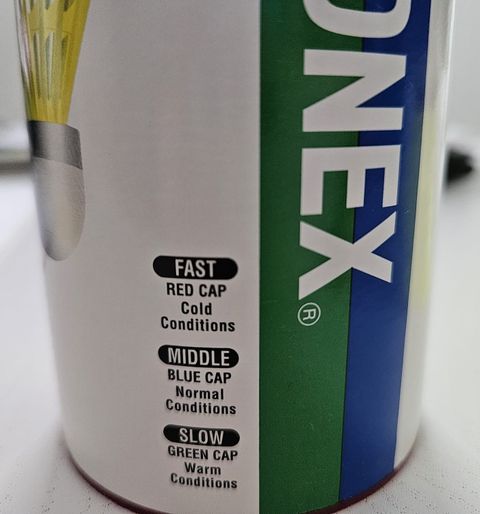 ONEX®
FAST
RED CAP
Cold
Conditions
MIDDLE
BLUE CAP
Normal
Conditions
SLOW
GREEN CAP
Warm
Conditions